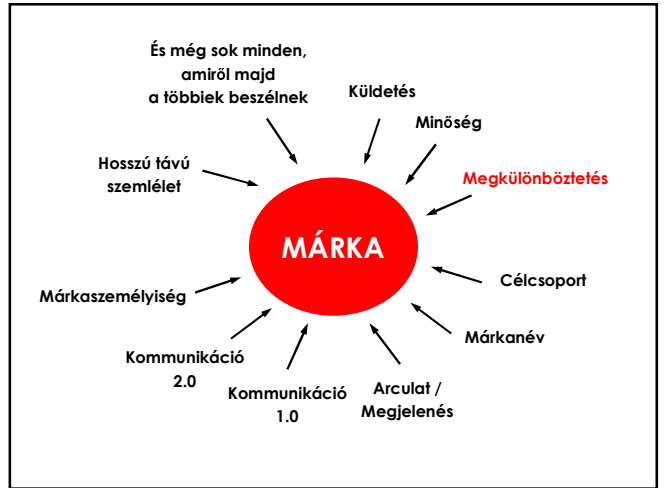 És még sok minden,
amiről majd
a többiek beszélnek
Küldetés
Minőség
Hosszú távú
szemlélet
Megkülönböztetés
MÁRKA
Célcsoport
Márkaszemélyiség
Márkanév
Kommunikáció
2.0
Kommunikáció
1.0
Arculat /
Megjelenés